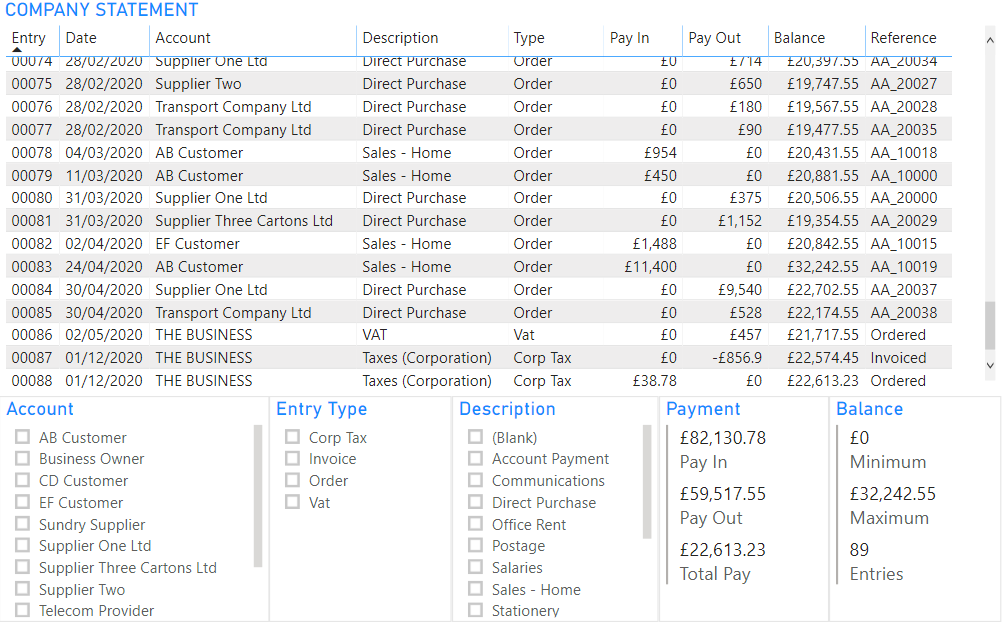 COMPANY STATEMENT
Entry Date Account Description Type Pay In Pay Out Balance Reference
00074 28/02/2020 Supplier One Ltd Direct Purchase Order £0 £714 £20,397.55 AA_20034
00075 28/02/2020 Supplier Two Direct Purchase Order £0 £650 £19,747.55 AA_20027
00076 28/02/2020 Transport Company Ltd Direct Purchase Order £0 £180 £19,567.55 AA_20028
00077 28/02/2020 Transport Company Ltd Direct Purchase Order £0 £90 £19,477.55 AA_20035
00078 04/03/2020 AB Customer Sales - Home Order £954 £0 £20,431.55 AA_10018
00079 11/03/2020 AB Customer Sales - Home Order £450 £0 £20,881.55 AA_10000
00080 31/03/2020 Supplier One Ltd Direct Purchase Order £0 £375 £20,506.55 AA_20000
00081 31/03/2020 Supplier Three Cartons Ltd Direct Purchase Order £0 £1,152 £19,354.55 AA_20029
00082 02/04/2020 EF Customer Sales - Home Order £1,488 £0 £20,842.55 AA_10015
00083 24/04/2020 AB Customer Sales - Home Order £11,400 £0 £32,242.55 AA_10019
00084 30/04/2020 Supplier One Ltd Direct Purchase Order £0 £9,540 £22,702.55 AA_20037
00085 30/04/2020 Transport Company Ltd Direct Purchase Order £0 £528 £22,174.55 AA_20038
00086 02/05/2020 THE BUSINESS VAT Vat £0 £457 £21,717.55 Ordered
00087 01/12/2020 THE BUSINESS Taxes (Corporation) Corp Tax £0 -£856.9 £22,574.45 Invoiced
00088 01/12/2020 THE BUSINESS Taxes (Corporation) Corp Tax £38.78 £0 £22,613.23 Ordered
Account
AB Customer
Business Owner
CD Customer
EF Customer
Sundry Supplier
Supplier One Ltd
Supplier Three Cartons Ltd
Supplier Two
Telecom Provider
Entry Type
Corp Tax
Invoice
Order
Vat
Description
(Blank)
Account Payment
Communications
Direct Purchase
Office Rent
Postage
Salaries
Sales - Home
Stationery
Payment
£82,130.78
Pay In
£59,517.55
Pay Out
£22,613.23
Total Pay
Balance
£0
Minimum
£32,242.55
Maximum
89
Entries